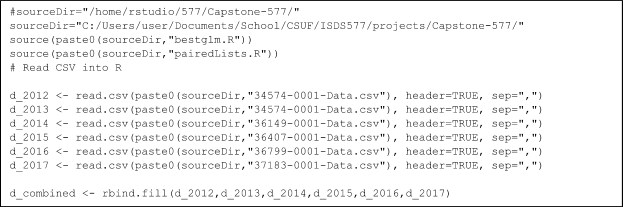 #sourceDir="/home/rstudio/577/Capstone-577/"
sourceDir="C:/Users/user/Documents/School/CSUF/ISDS577/projects/Capstone-577/"
source(paste0(sourceDir,"bestglm.R"))
source(paste0(sourceDir,"pairedLists.R"))
# Read CSV into R
d_2012 <- read.csv(paste0(sourceDir,"34574-0001-Data.csv"), header=TRUE, sep=",")
d_2013 <- read.csv(paste0(sourceDir,"34574-0001-Data.csv"), header=TRUE, sep=",")
d_2014 <- read.csv(paste0(sourceDir,"36149-0001-Data.csv"), header=TRUE, sep=",")
d_2015 <- read.csv(paste0(sourceDir,"36407-0001-Data.csv"), header=TRUE, sep=",")
d_2016 <- read.csv(paste0(sourceDir,"36799-0001-Data.csv"), header=TRUE, sep=",")
d_2017 <- read.csv(paste0(sourceDir,"37183-0001-Data.csv"), header=TRUE, sep=",")
d_combined <- rbind.fill(d_2012,d_2013,d_2014,d_2015,d_2016,d_2017)